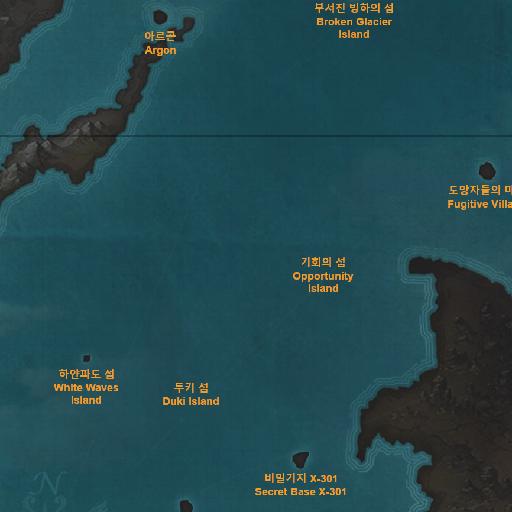 부서진 빙하의 섬
Broken Glacier
Island
아르곤
Argon
도망자들의
Fugitive Villa
기회의 섬
Opportunity
Island
하얀파도 섬
White Waves
Island
두키 섬
Duki Island
비밀기지 X-301
Secret Base X-301
N